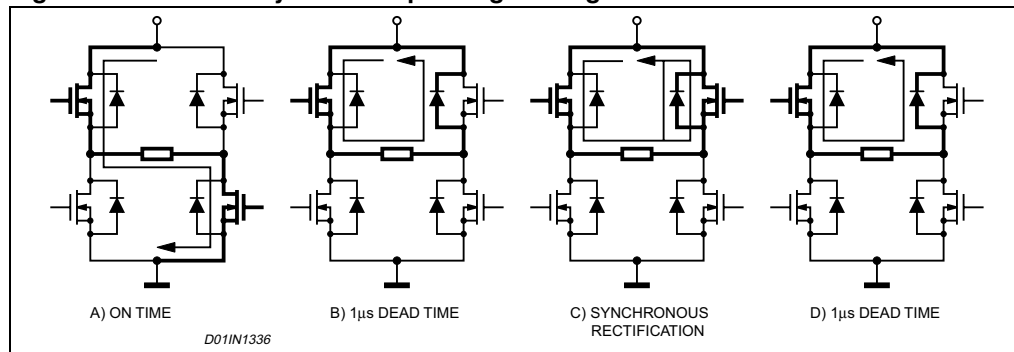 A) ON TIME
B) 1μs DEAD TIME
C) SYNCHRONOUS
RECTIFICATION
D) 1μs DEAD TIME
D01IN1336